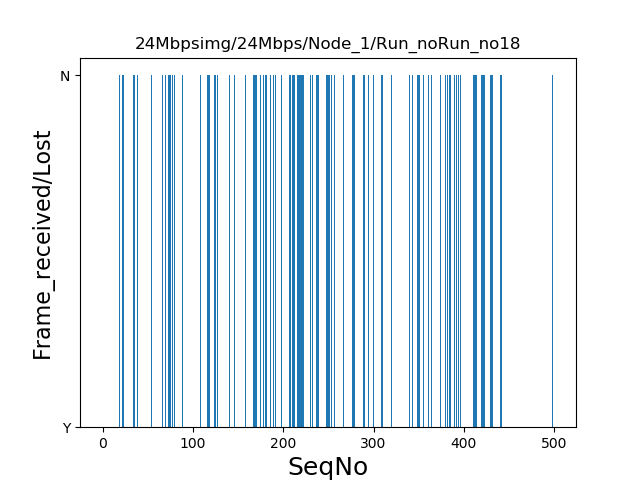 24Mbpsimg/24Mbps/Node_1/Run_noRun_no18
N
Frame_received/Lost
Y
0 100 200 300 400 500
SeqNo